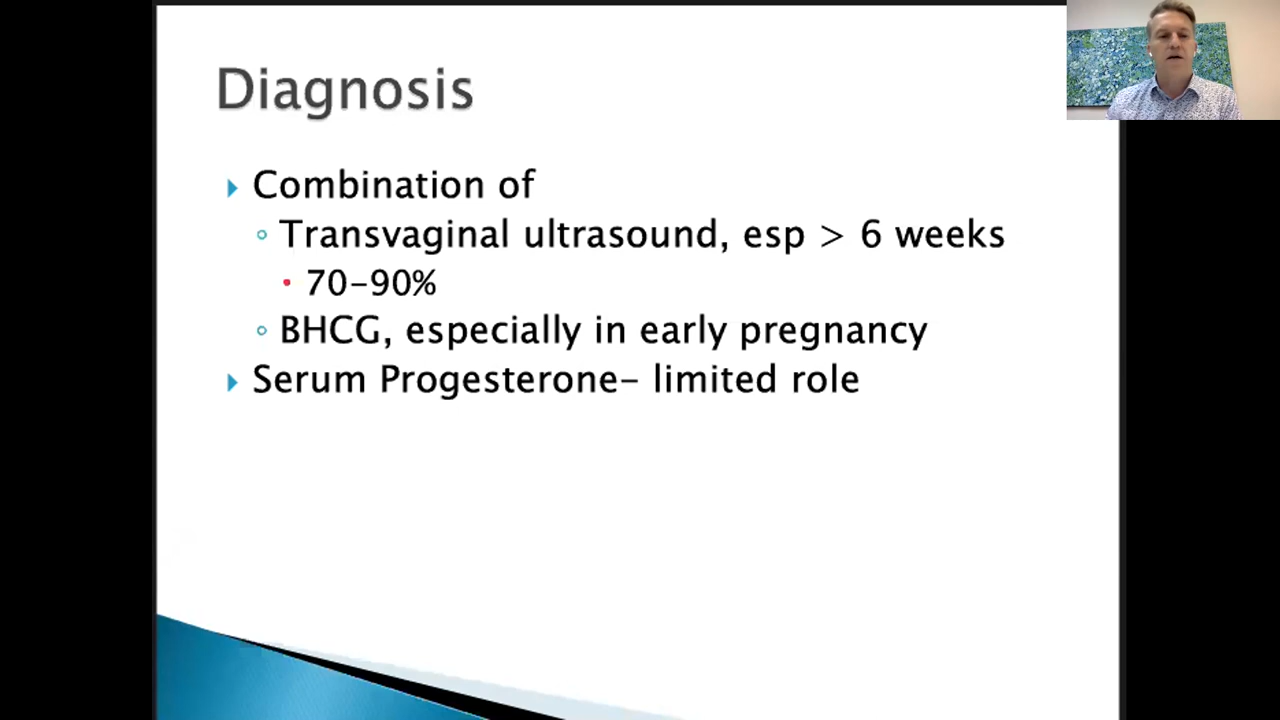 Diagnosis
Combination of
Transvaginal ultrasound, esp > 6 weeks
70-90%
BHCG, especially in early pregnancy
Serum Progesterone- limited role